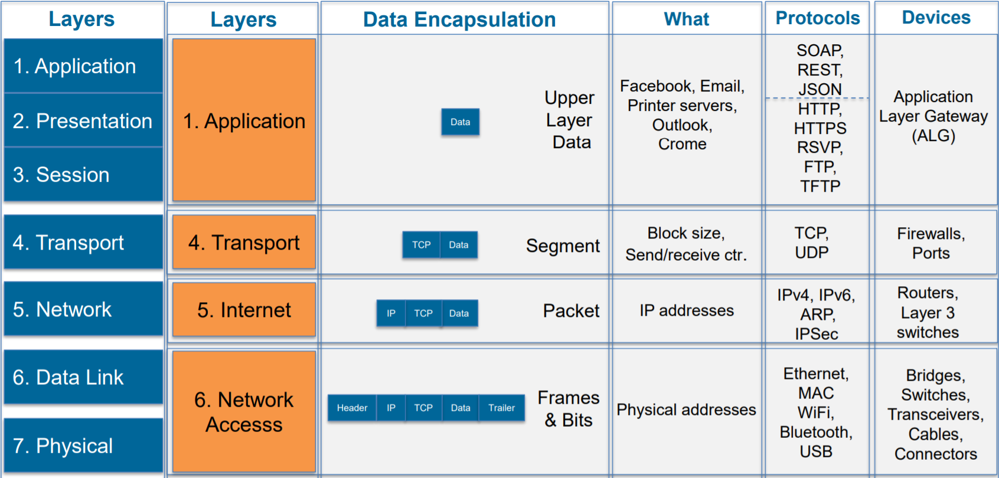 Layers
Layers
Data Encapsulation
What
Protocols
Devices
1. Application
2. Presentation
3. Session
1. Application
Data
Upper
Layer
Data
Facebook, Email,
Printer servers,
Outlook,
Crome
SOAP,
REST,
JSON
HTTP,
HTTPS
RSVP,
FTP,
TFTP
Application
Layer Gateway
(ALG)
4. Transport
4. Transport
TCP Data
Segment
Block size,
Send/receive ctr.
TCP,
UDP
Firewalls,
Ports
5. Network
5. Internet
IP TCP Data
Packet
IP addresses
IPv4, IPv6,
ARP,
IPSec
Routers,
Layer 3
switches
6. Data Link
7. Physical
6. Network
Accesss
Header IP TCP Data Trailer
Frames
& Bits
Physical addresses
Ethernet,
MAC
WiFi,
Bluetooth,
USB
Bridges,
Switches,
Transceivers,
Cables,
Connectors